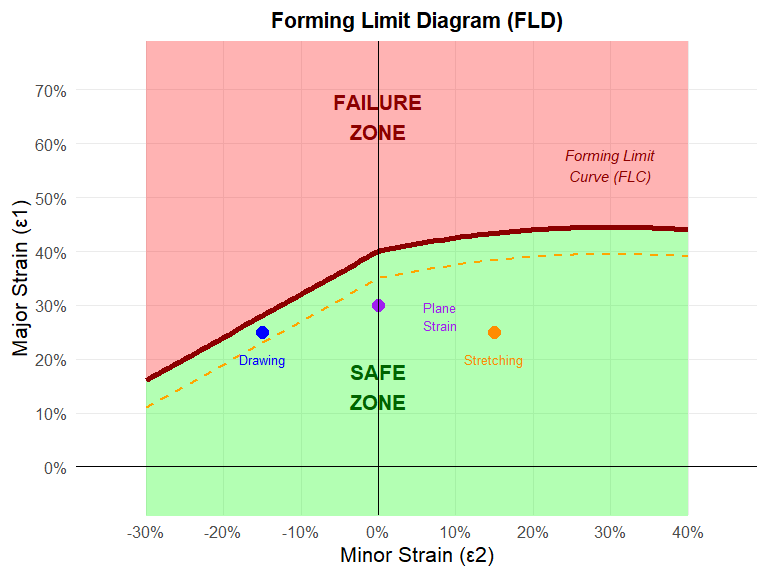 Forming Limit Diagram (FLD)
Major Strain (ε1)
70%
60%
50%
40%
30%
20%
10%
0%
FAILURE
ZONE
Forming Limit
Curve (FLC)
Plane
Strain
Drawing
Stretching
SAFE
ZONE
-30%
-20%
-10%
0%
10%
20%
30%
40%
Minor Strain (ε2)